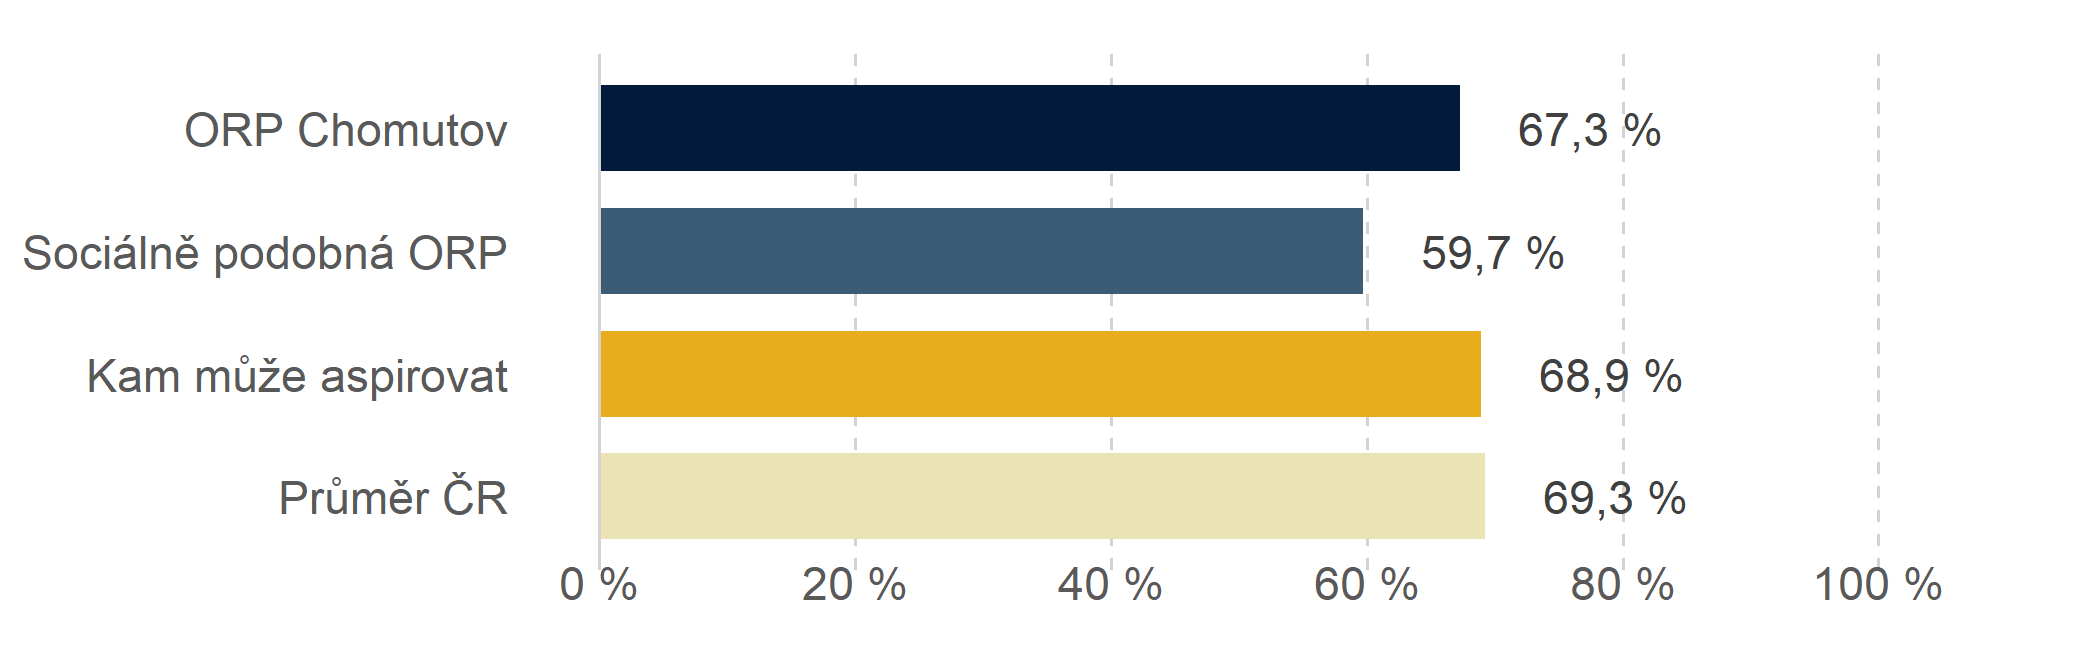 ORP Chomutov 67,3 %
Sociálně podobná ORP 59,7 %
Kam může aspirovat 68,9 %
Průměr ČR 69,3 %
0 % 20 % 40 % 60 % 80 % 100 %